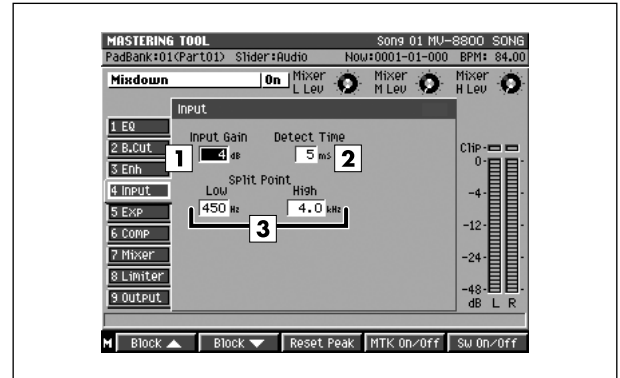 MASTERING TOOL Song 01 MV-8800 SONG
PadBank:01(Part01) Slider:Audio Now:0001-01-000 BPM: 84.00
Mixdown On Mixer L Lev Mixer M Lev Mixer H Lev
Input
1 EQ
2 B.Cut
3 Enh
4 Input
5 Exp
6 Comp
7 Mixer
8 Limiter
9 Output
Input Gain Detect Time
1 4 dB 5 mS 2
Split Point
Low High
450 Hz 4.0 kHz
3
Clip
0
-4
-12
-24
-48
dB L R
M Block ▲ Block ▼ Reset Peak MTK On/Off Sw On/Off